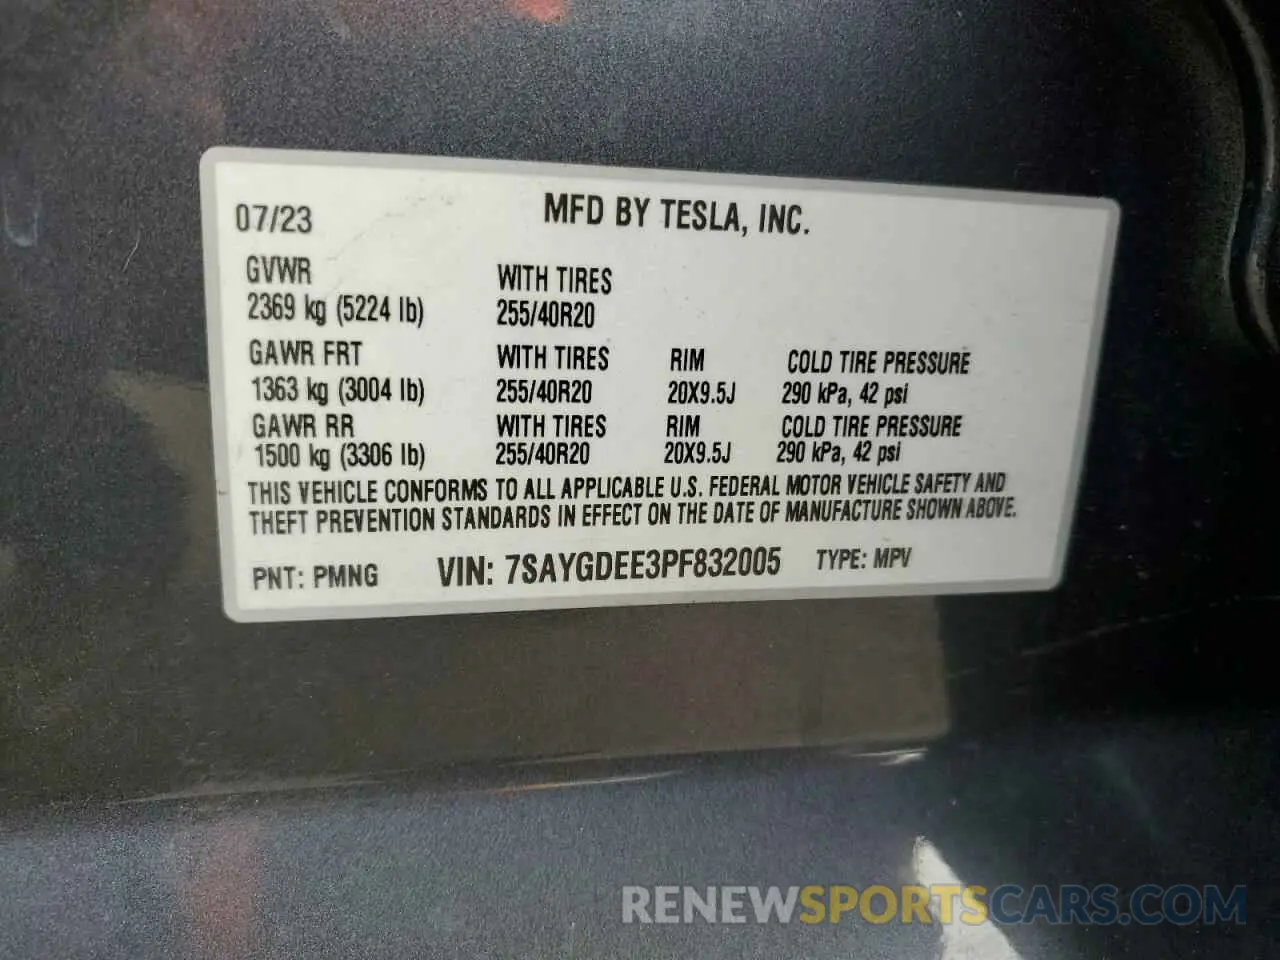 07/23 MFD BY TESLA, INC.
GVWR WITH TIRES
2369 kg (5224 lb) 255/40R20
GAWR FRT WITH TIRES RIM COLD TIRE PRESSURE
1363 kg (3004 lb) 255/40R20 20X9.5J 290 kPa, 42 psi
GAWR RR WITH TIRES RIM COLD TIRE PRESSURE
1500 kg (3306 lb) 255/40R20 20X9.5J 290 kPa, 42 psi
THIS VEHICLE CONFORMS TO ALL APPLICABLE U.S. FEDERAL MOTOR VEHICLE SAFETY AND
THEFT PREVENTION STANDARDS IN EFFECT ON THE DATE OF MANUFACTURE SHOWN ABOVE.
PNT: PMNG VIN: 7SAYGDEE3PF832005 TYPE: MPV
RENEWSPORTSCARS.COM